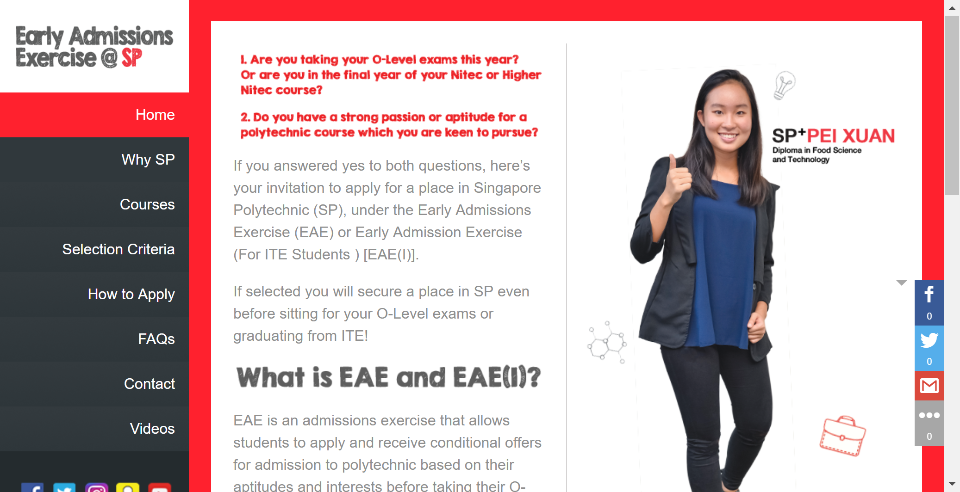 Early Admissions
Exercise @ SP
Home
Why SP
Courses
Selection Criteria
How to Apply
FAQs
Contact
Videos
1. Are you taking your O-Level exams this year?
Or are you in the final year of your Nitec or Higher
Nitec course?
2. Do you have a strong passion or aptitude for a
polytechnic course which you are keen to pursue?
If you answered yes to both questions, here's
your invitation to apply for a place in Singapore
Polytechnic (SP), under the Early Admissions
Exercise (EAE) or Early Admission Exercise
(For ITE Students ) [EAE(I)].
If selected you will secure a place in SP even
before sitting for your O-Level exams or
graduating from ITE!
What is EAE and EAE(I)?
EAE is an admissions exercise that allows
students to apply and receive conditional offers
for admission to polytechnic based on their
aptitudes and interests before taking their O-
SP+PEI XUAN
Diploma in Food Science
and Technology
0
0
0